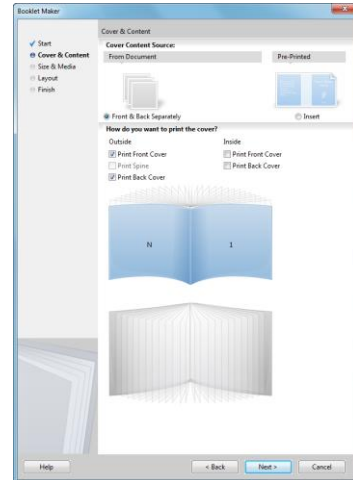 Booklet Maker
Start
Cover & Content
Size & Media
Layout
Finish
Cover & Content
Cover Content Source:
From Document
Pre-Printed
Front & Back Separately
Insert
How do you want to print the cover?
Outside
Inside
Print Front Cover
Print Front Cover
Print Spine
Print Back Cover
Print Back Cover
N
1
Help
< Back
Next >
Cancel